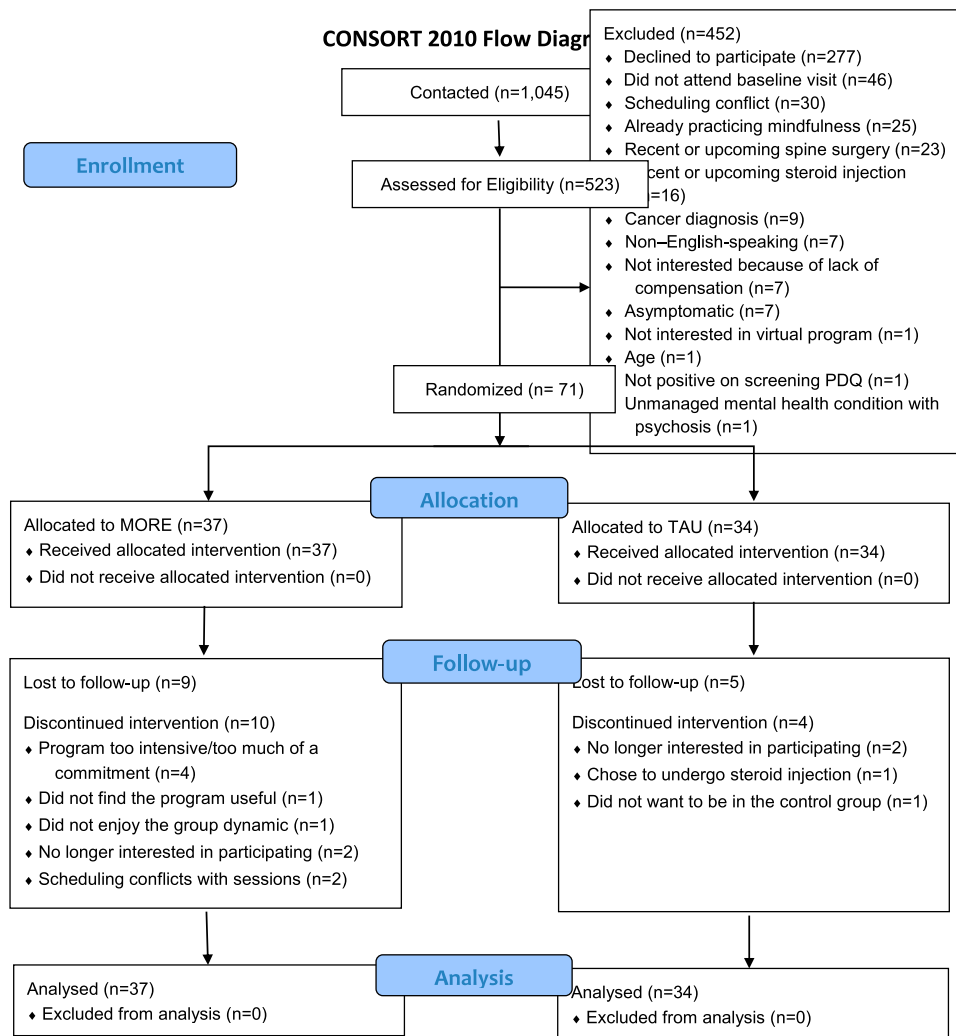 CONSORT 2010 Flow Diagr
Contacted (n=1,045)
Enrollment
Assessed for Eligibility (n=523)
Excluded (n=452)
♦ Declined to participate (n=277)
♦ Did not attend baseline visit (n=46)
♦ Scheduling conflict (n=30)
♦ Already practicing mindfulness (n=25)
♦ Recent or upcoming spine surgery (n=23)
cent or upcoming steroid injection
n=16)
♦ Cancer diagnosis (n=9)
♦ Non–English-speaking (n=7)
♦ Not interested because of lack of
compensation (n=7)
♦ Asymptomatic (n=7)
♦ Not interested in virtual program (n=1)
♦ Age (n=1)
Not positive on screening PDQ (n=1)
Unmanaged mental health condition with
psychosis (n=1)
Randomized (n= 71)
Allocation
Allocated to MORE (n=37)
♦ Received allocated intervention (n=37)
♦ Did not receive allocated intervention (n=0)
Allocated to TAU (n=34)
♦ Received allocated intervention (n=34)
♦ Did not receive allocated intervention (n=0)
Follow-up
Lost to follow-up (n=9)
Discontinued intervention (n=10)
♦ Program too intensive/too much of a
commitment (n=4)
♦ Did not find the program useful (n=1)
♦ Did not enjoy the group dynamic (n=1)
♦ No longer interested in participating (n=2)
♦ Scheduling conflicts with sessions (n=2)
Lost to follow-up (n=5)
Discontinued intervention (n=4)
♦ No longer interested in participating (n=2)
♦ Chose to undergo steroid injection (n=1)
♦ Did not want to be in the control group (n=1)
Analysis
Analysed (n=37)
♦ Excluded from analysis (n=0)
Analysed (n=34)
♦ Excluded from analysis (n=0)